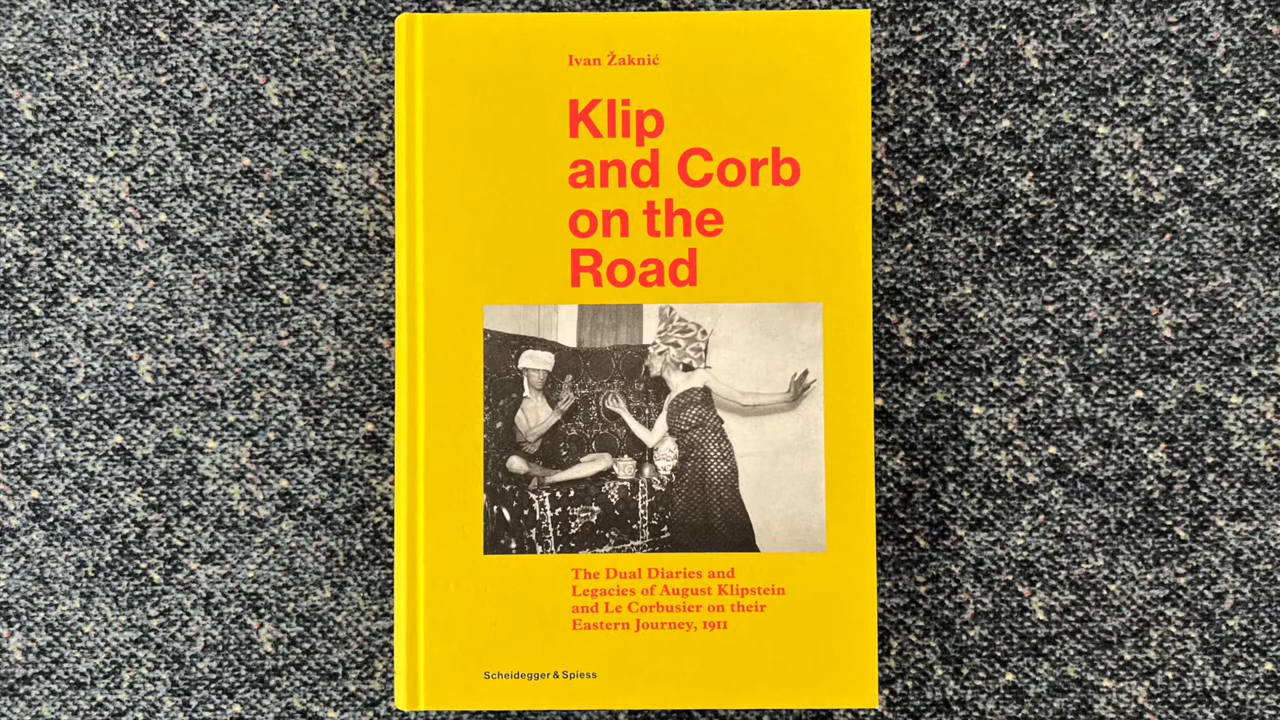 Ivan Žaknić
Klip
and Corb
on the
Road
The Dual Diaries and
Legacies of August Klipstein
and Le Corbusier on their
Eastern Journey, 1911
Scheidegger & Spiess